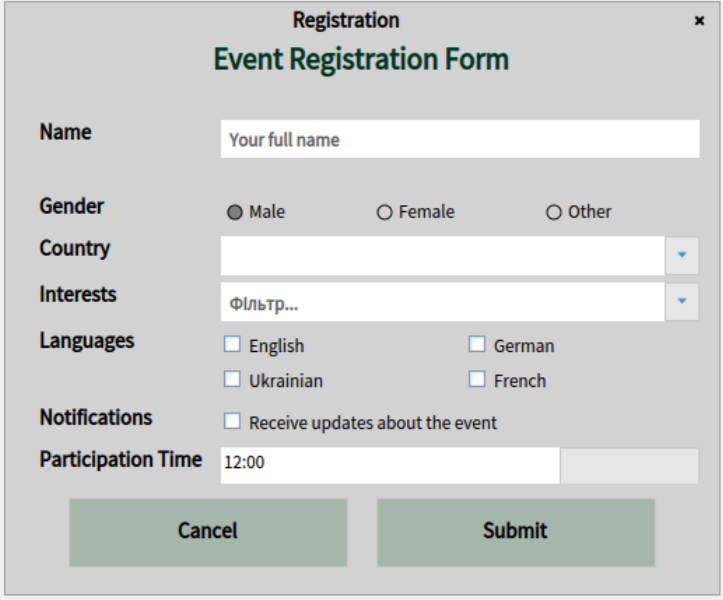 Registration ×
Event Registration Form
Name
Your full name
Gender
Male Female Other
Country
Interests
Фільтр...
Languages
English German
Ukrainian French
Notifications
Receive updates about the event
Participation Time
12:00
Cancel Submit